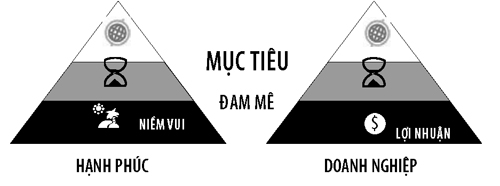 MỤC TIÊU
ĐAM MÊ
NIỀM VUI
$
LỢI NHUẬN
HẠNH PHÚC
DOANH NGHIỆP